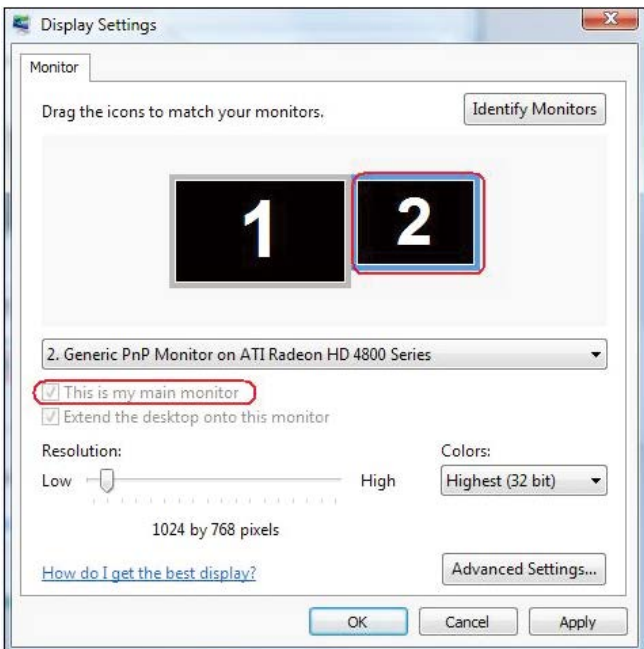 Display Settings
Monitor
Drag the icons to match your monitors.
Identify Monitors
1
2
2. Generic PnP Monitor on ATI Radeon HD 4800 Series
This is my main monitor
Extend the desktop onto this monitor
Resolution:
Colors:
Low
High
Highest (32 bit)
1024 by 768 pixels
How do I get the best display?
Advanced Settings...
OK
Cancel
Apply